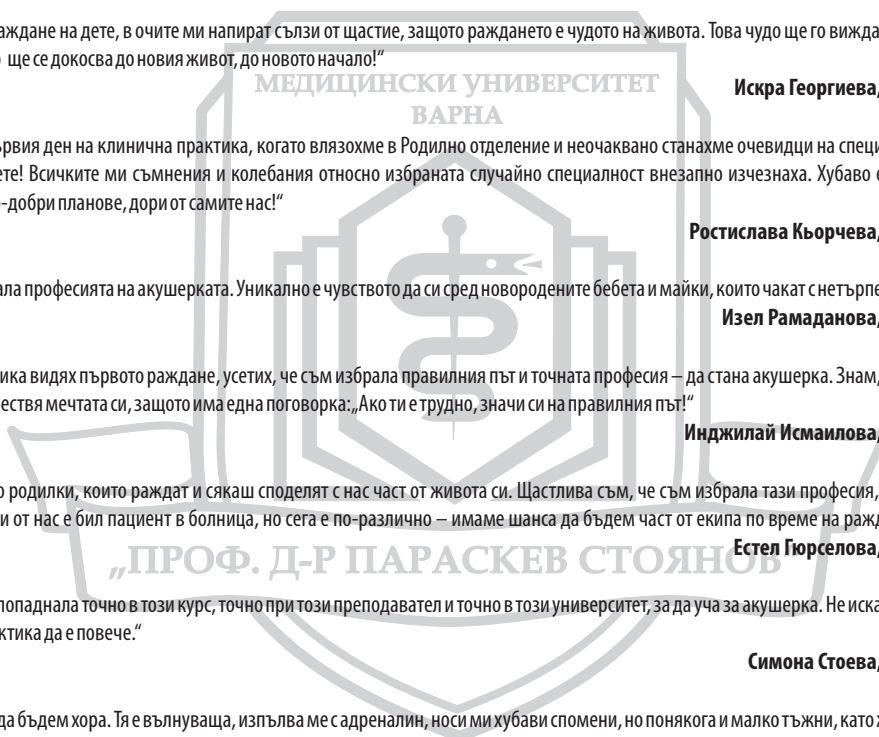 аждане на дете, в очите ми напират сълзи от щастие, защото раждането е чудото на живота. Това чудо ще го вижда
ще се докосва до новия живот, до новото начало!“
МЕДИЦИНСКИ УНИВЕРСИТЕТ
ВАРНА
Искра Георгиева,
ървия ден на клинична практика, когато влязохме в Родилно отделение и неочаквано станахме очевидци на специ
ете! Всичките ми съмнения и колебания относно избраната случайно специалност внезапно изчезнаха. Хубаво е
-добри планове, дори от самите нас!“
Ростислава Кьорчева,
ала професията на акушерката. Уникално е чувството да си сред новородените бебета и майки, които чакат с нетърпе
Изел Рамаданова,
ика видях първото раждане, усетих, че съм избрала правилния път и точната професия – да стана акушерка. Знам,
ествя мечтата си, защото има една поговорка: „Ако ти е трудно, значи си на правилния път!“
Инджилай Исмаилова,
о родилки, които раждат и сякаш споделят с нас част от живота си. Щастлива съм, че съм избрала тази професия,
и от нас е бил пациент в болница, но сега е по-различно – имаме шанса да бъдем част от екипа по време на ражд
Естел Гюрселова,
„ПРОФ. Д-Р ПАРАСКЕВ СТОЯНОВ“
попаднала точно в този курс, точно при този преподавател и точно в този университет, за да уча за акушерка. Не иска
ктика да е повече.“
Симона Стоева,
да бъдем хора. Тя е вълнуваща, изпълва ме с адреналин, носи ми хубави спомени, но понякога и малко тъжни, като